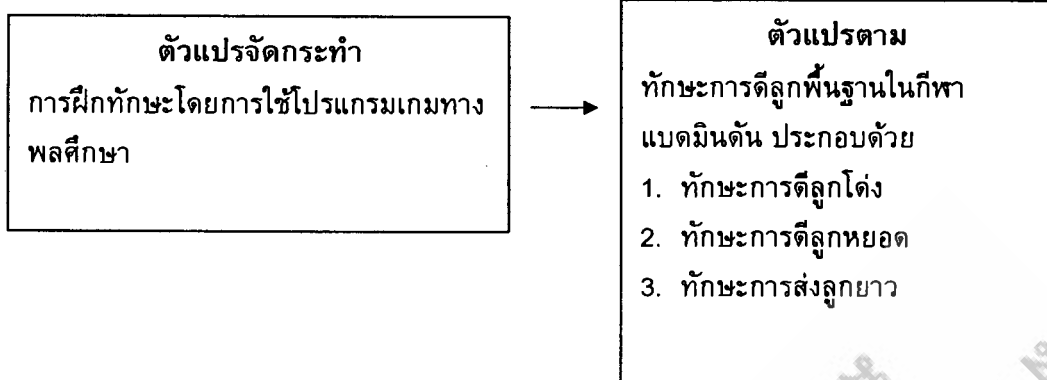 ตัวแปรจัดกระทำ
การฝึกทักษะโดยการใช้โปรแกรมเกมทาง
พลศึกษา
ตัวแปรตาม
ทักษะการตีลูกพื้นฐานในกีฬา
แบดมินตัน ประกอบด้วย
1. ทักษะการตีลูกโด่ง
2. ทักษะการตีลูกหยอด
3. ทักษะการส่งลูกยาว